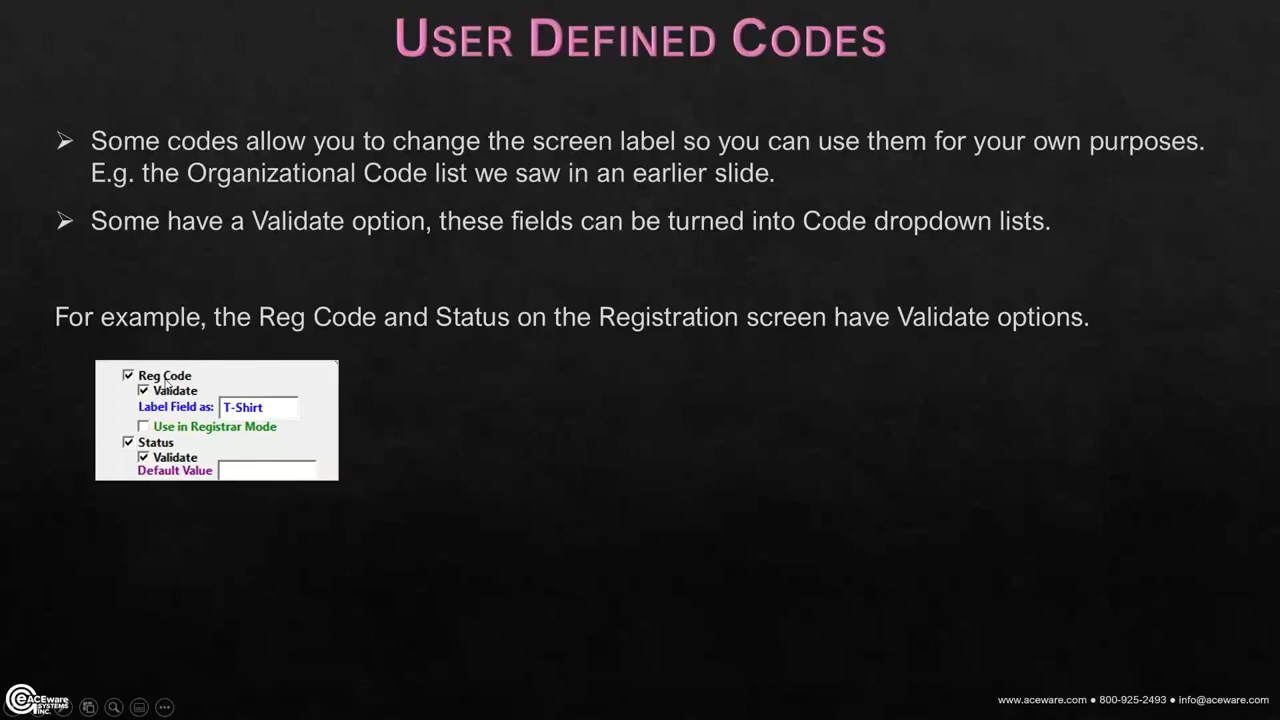 USER DEFINED CODES
Some codes allow you to change the screen label so you can use them for your own purposes.
E.g. the Organizational Code list we saw in an earlier slide.
Some have a Validate option, these fields can be turned into Code dropdown lists.
For example, the Reg Code and Status on the Registration screen have Validate options.
Reg Code
Validate
Label Field as: T-Shirt
Use in Registrar Mode
Status
Validate
Default Value
ACEware
SYSTEMS
INC.
www.aceware.com ● 800-925-2493 ● info@aceware.com